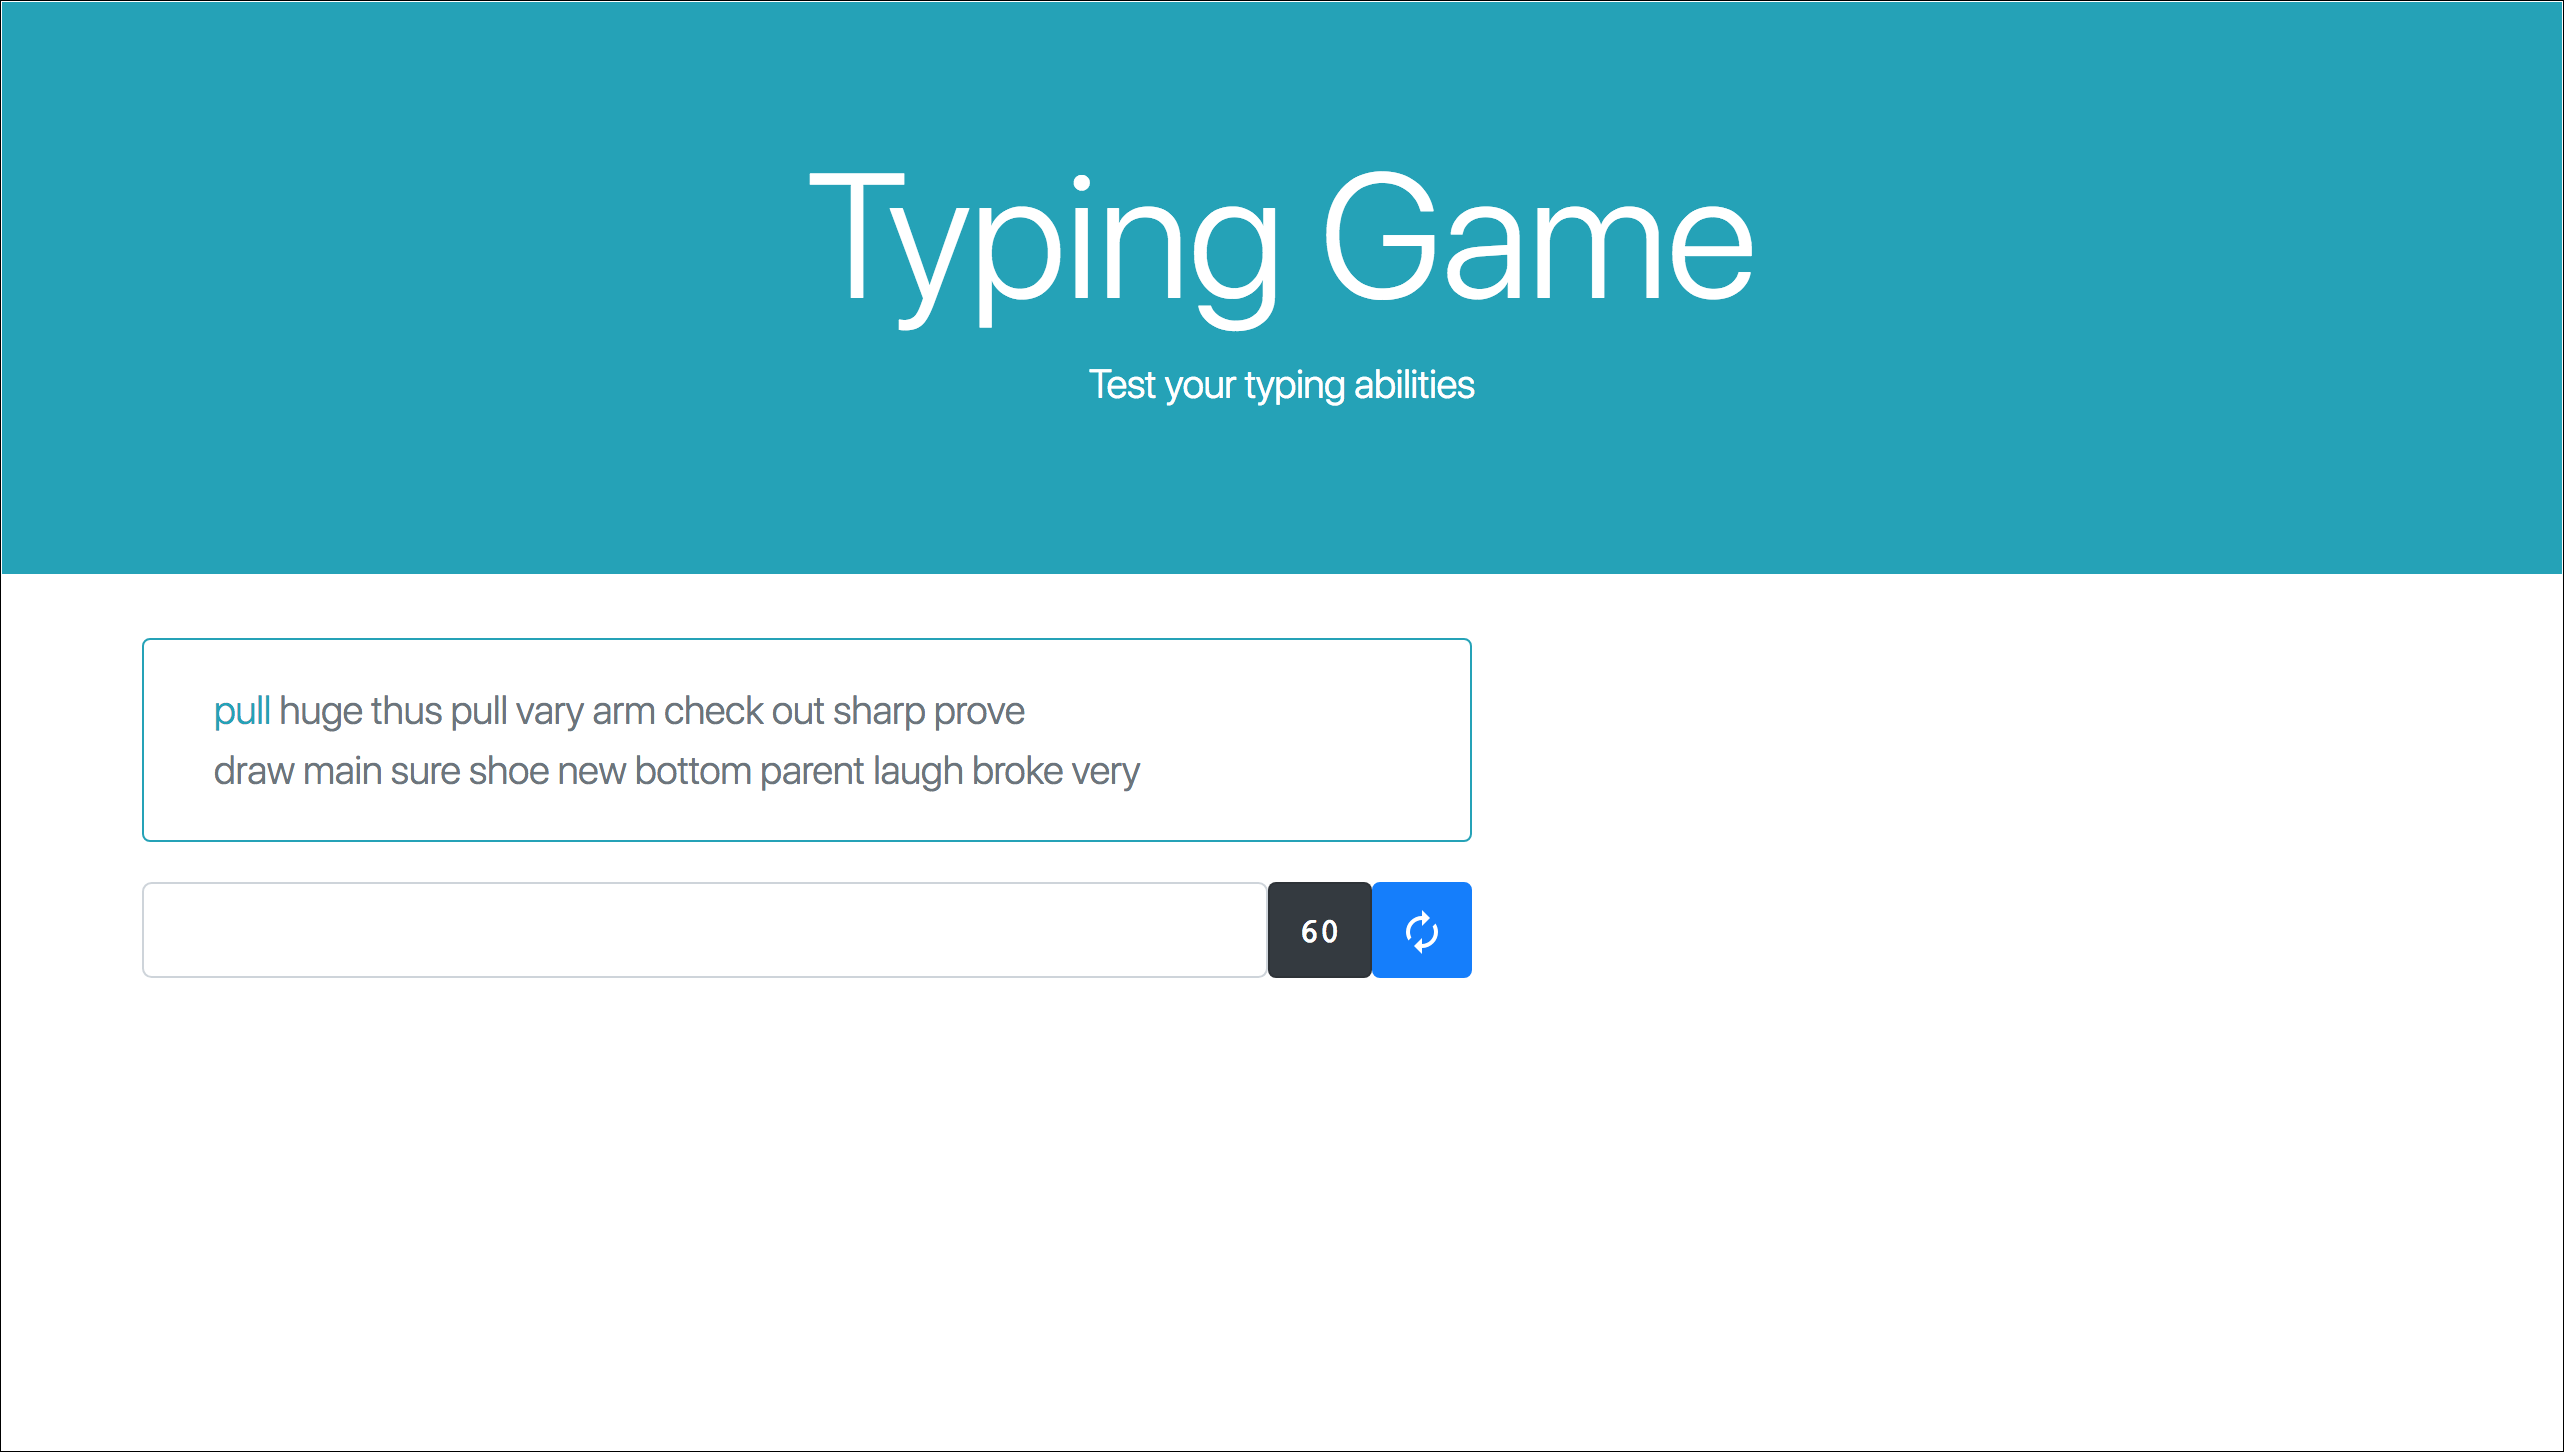 Typing Game
Test your typing abilities
pull huge thus pull vary arm check out sharp prove
draw main sure shoe new bottom parent laugh broke very
60